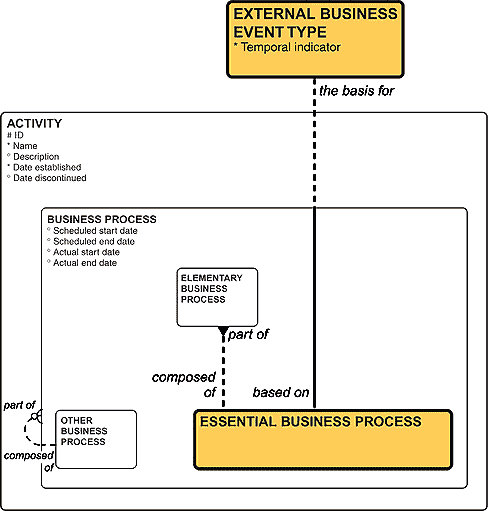 EXTERNAL BUSINESS
EVENT TYPE
* Temporal indicator
the basis for
ACTIVITY
# ID
* Name
° Description
* Date established
° Date discontinued
BUSINESS PROCESS
° Scheduled start date
° Scheduled end date
° Actual start date
° Actual end date
ELEMENTARY
BUSINESS
PROCESS
part of
composed
of
based on
part of
OTHER
BUSINESS
PROCESS
composed
of
ESSENTIAL BUSINESS PROCESS